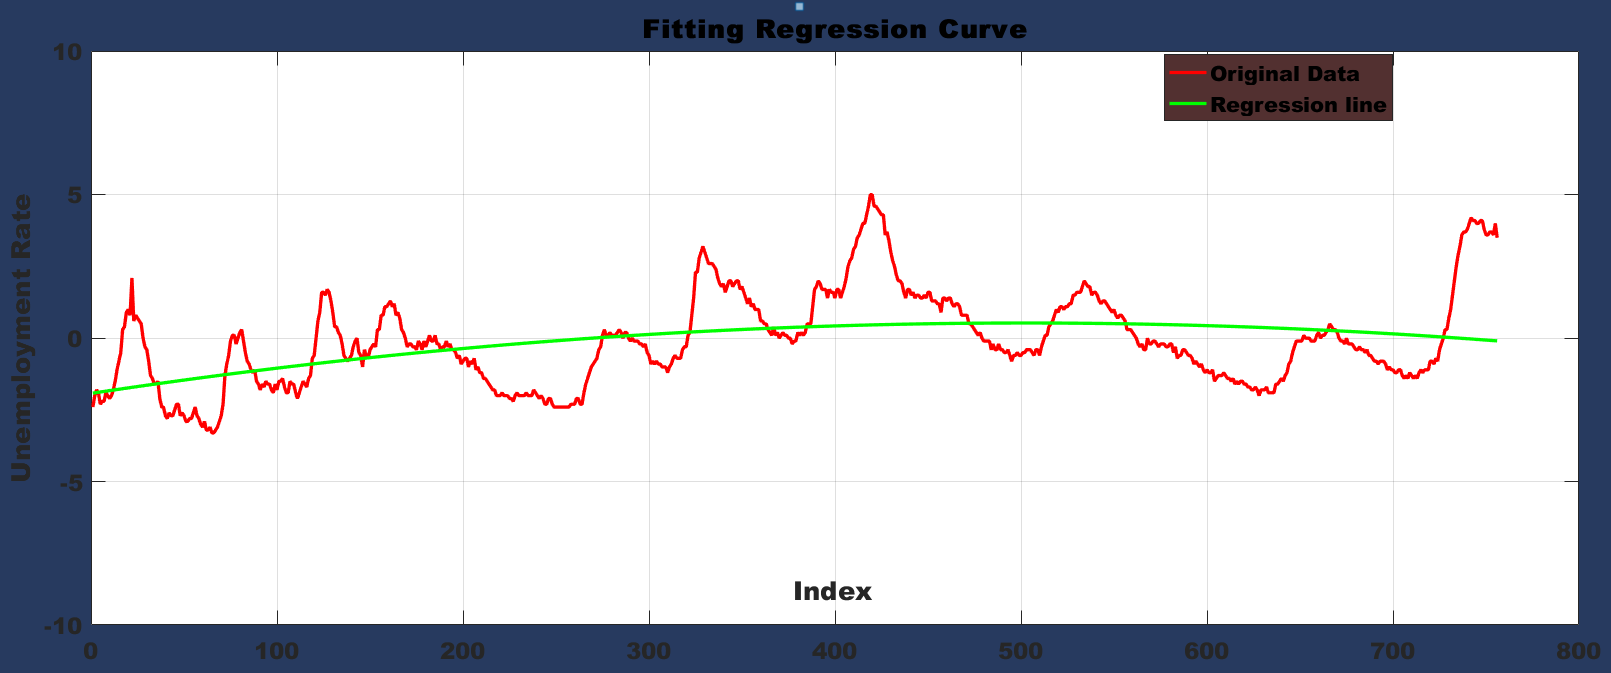 Fitting Regression Curve
Original Data
Regression line
Unemployment Rate
10
5
0
-5
-10
Index
0 100 200 300 400 500 600 700 800